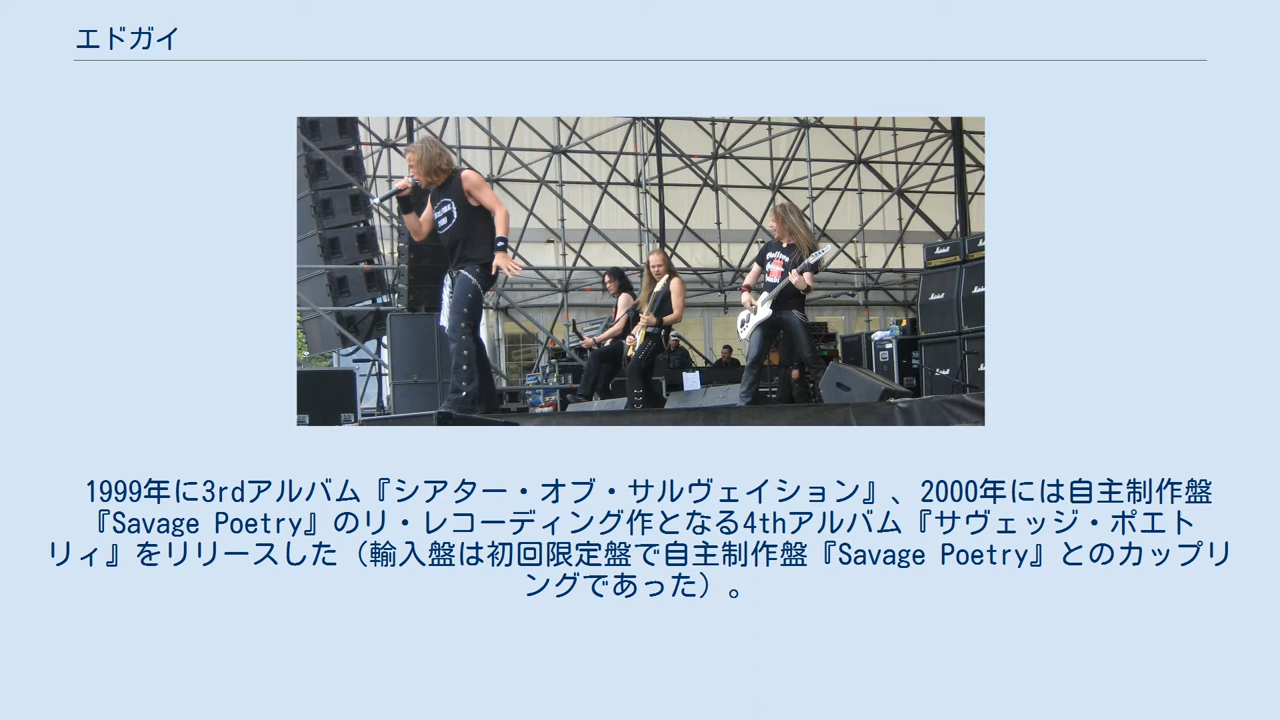 エドガイ
1999年に3rdアルバム『シアター・オブ・サルヴェイション』、2000年には自主制作盤
『Savage Poetry』のリ・レコーディング作となる4thアルバム『サヴェッジ・ポエト
リィ』をリリースした（輸入盤は初回限定盤で自主制作盤『Savage Poetry』とのカップリ
ングであった）。
Marshall
Marshall
Marshall
Marshall